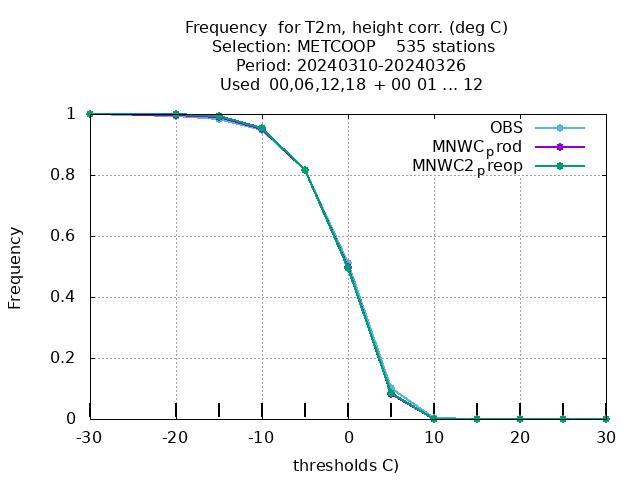 Frequency  for T2m, height corr. (deg C)
Selection: METCOOP    535 stations
Period: 20240310-20240326
Used  00,06,12,18  + 00 01 ... 12
OBS
MNWCprod
MNWC2preop
1
0.8
0.6
0.4
0.2
0
Frequency
-30
-20
-10
0
10
20
30
thresholds C)